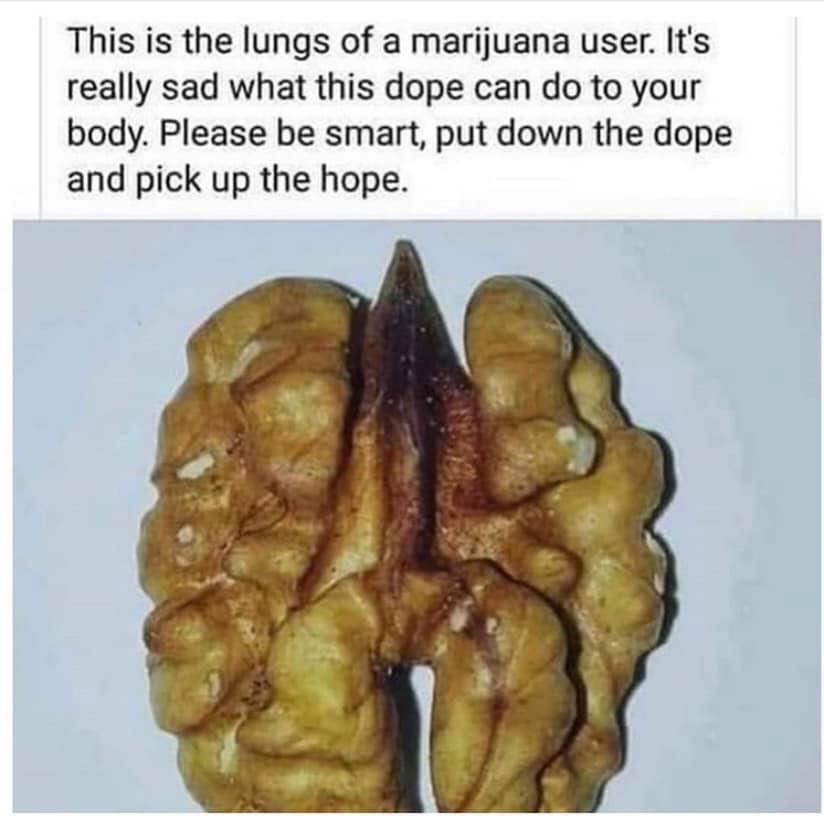 This is the lungs of a marijuana user. It's
really sad what this dope can do to your
body. Please be smart, put down the dope
and pick up the hope.